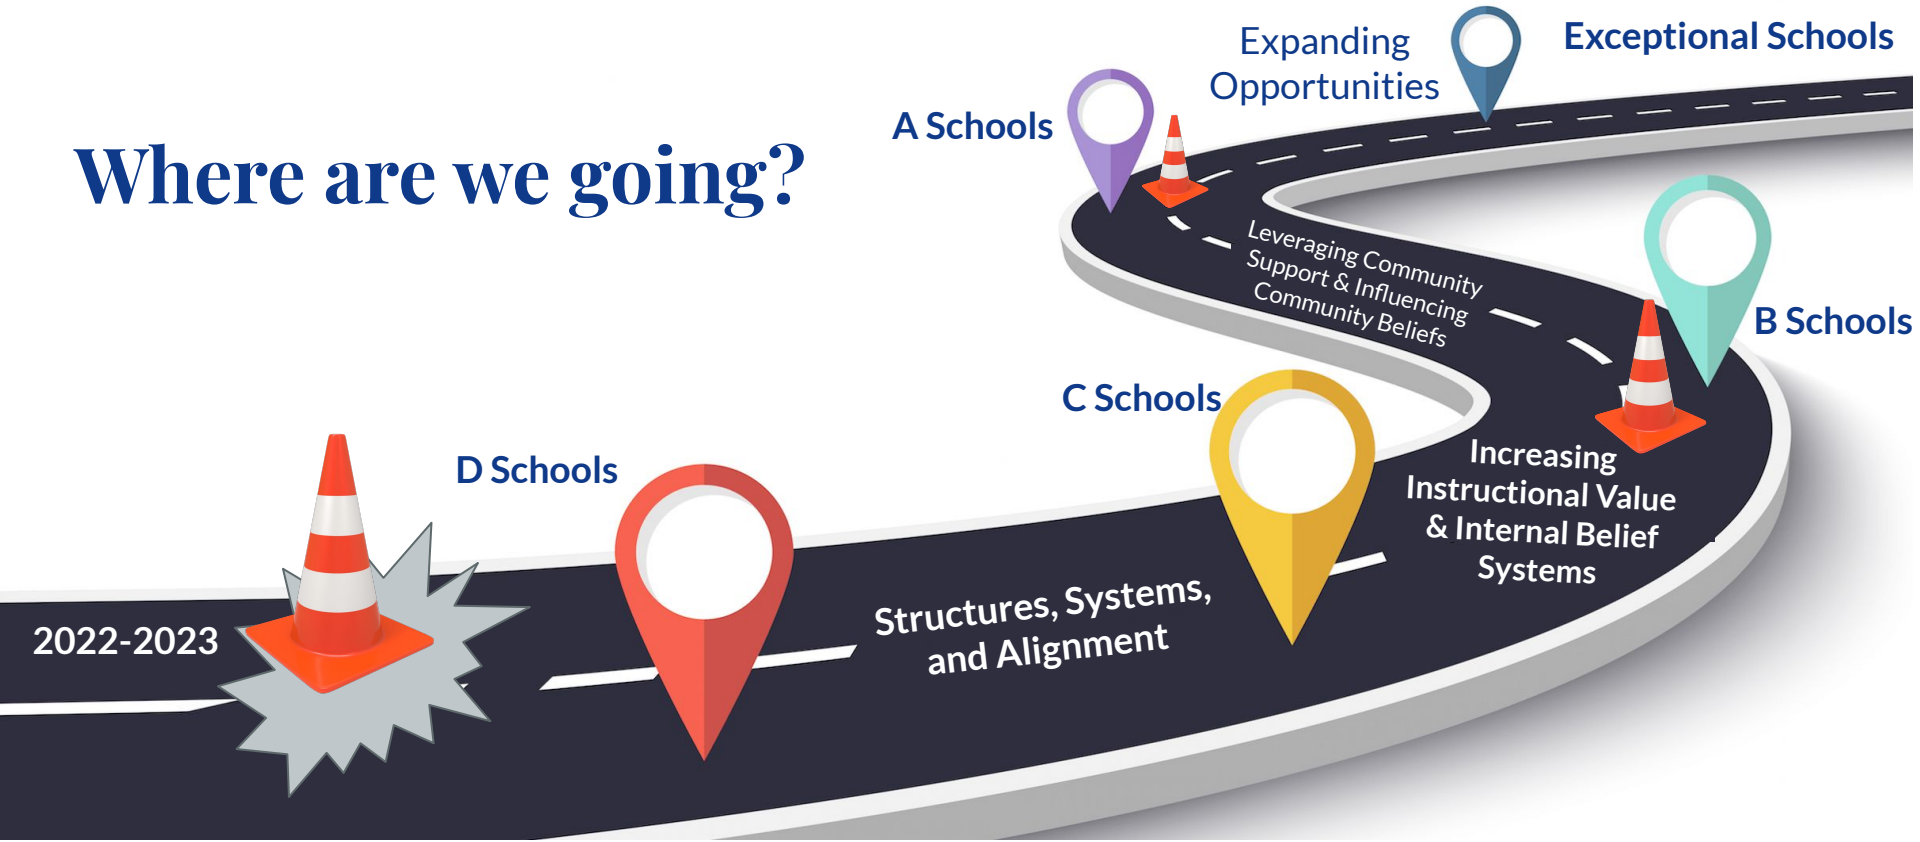 Where are we going?
2022-2023
D Schools
Structures, Systems,
and Alignment
C Schools
Increasing
Instructional Value
& Internal Belief
Systems
B Schools
Leveraging Community
Support & Influencing
Community Beliefs
A Schools
Expanding
Opportunities
Exceptional Schools